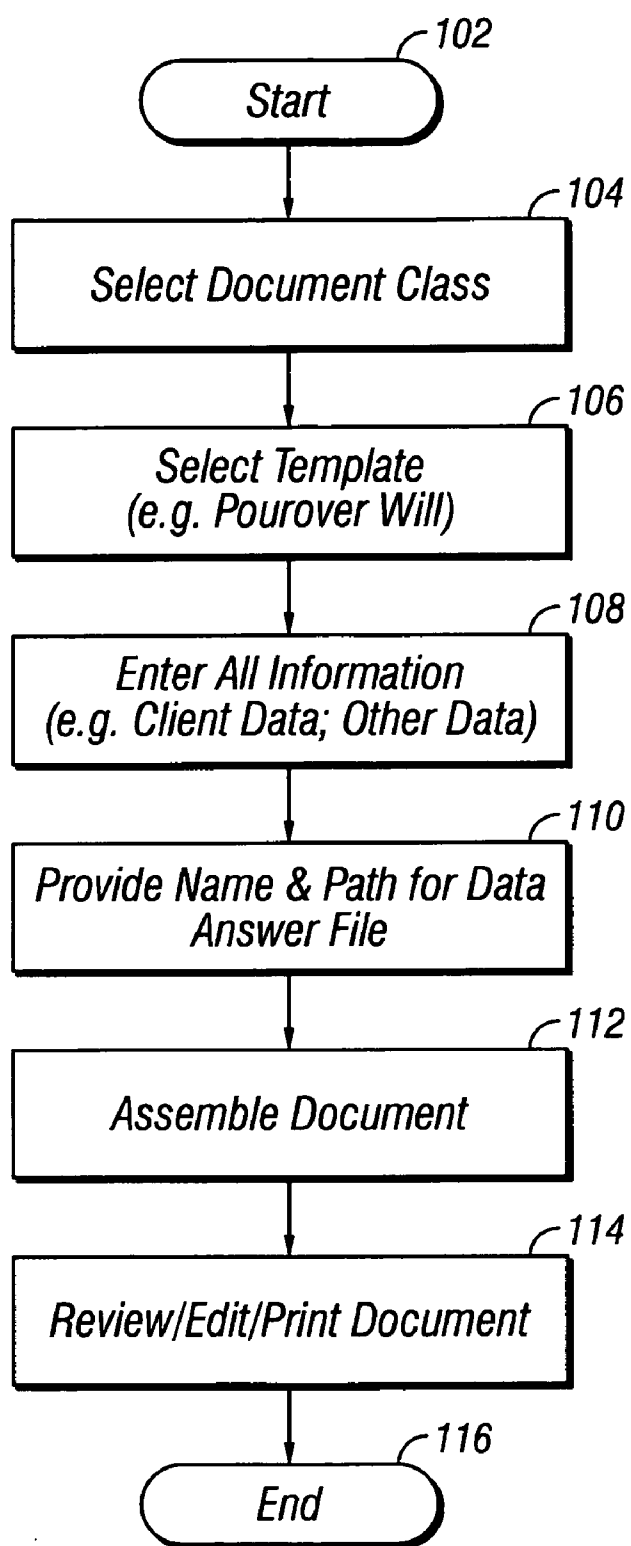 102
Start
104
Select Document Class
106
Select Template
(e.g. Pourover Will)
108
Enter All Information
(e.g. Client Data; Other Data)
110
Provide Name & Path for Data
Answer File
112
Assemble Document
114
Review/Edit/Print Document
116
End